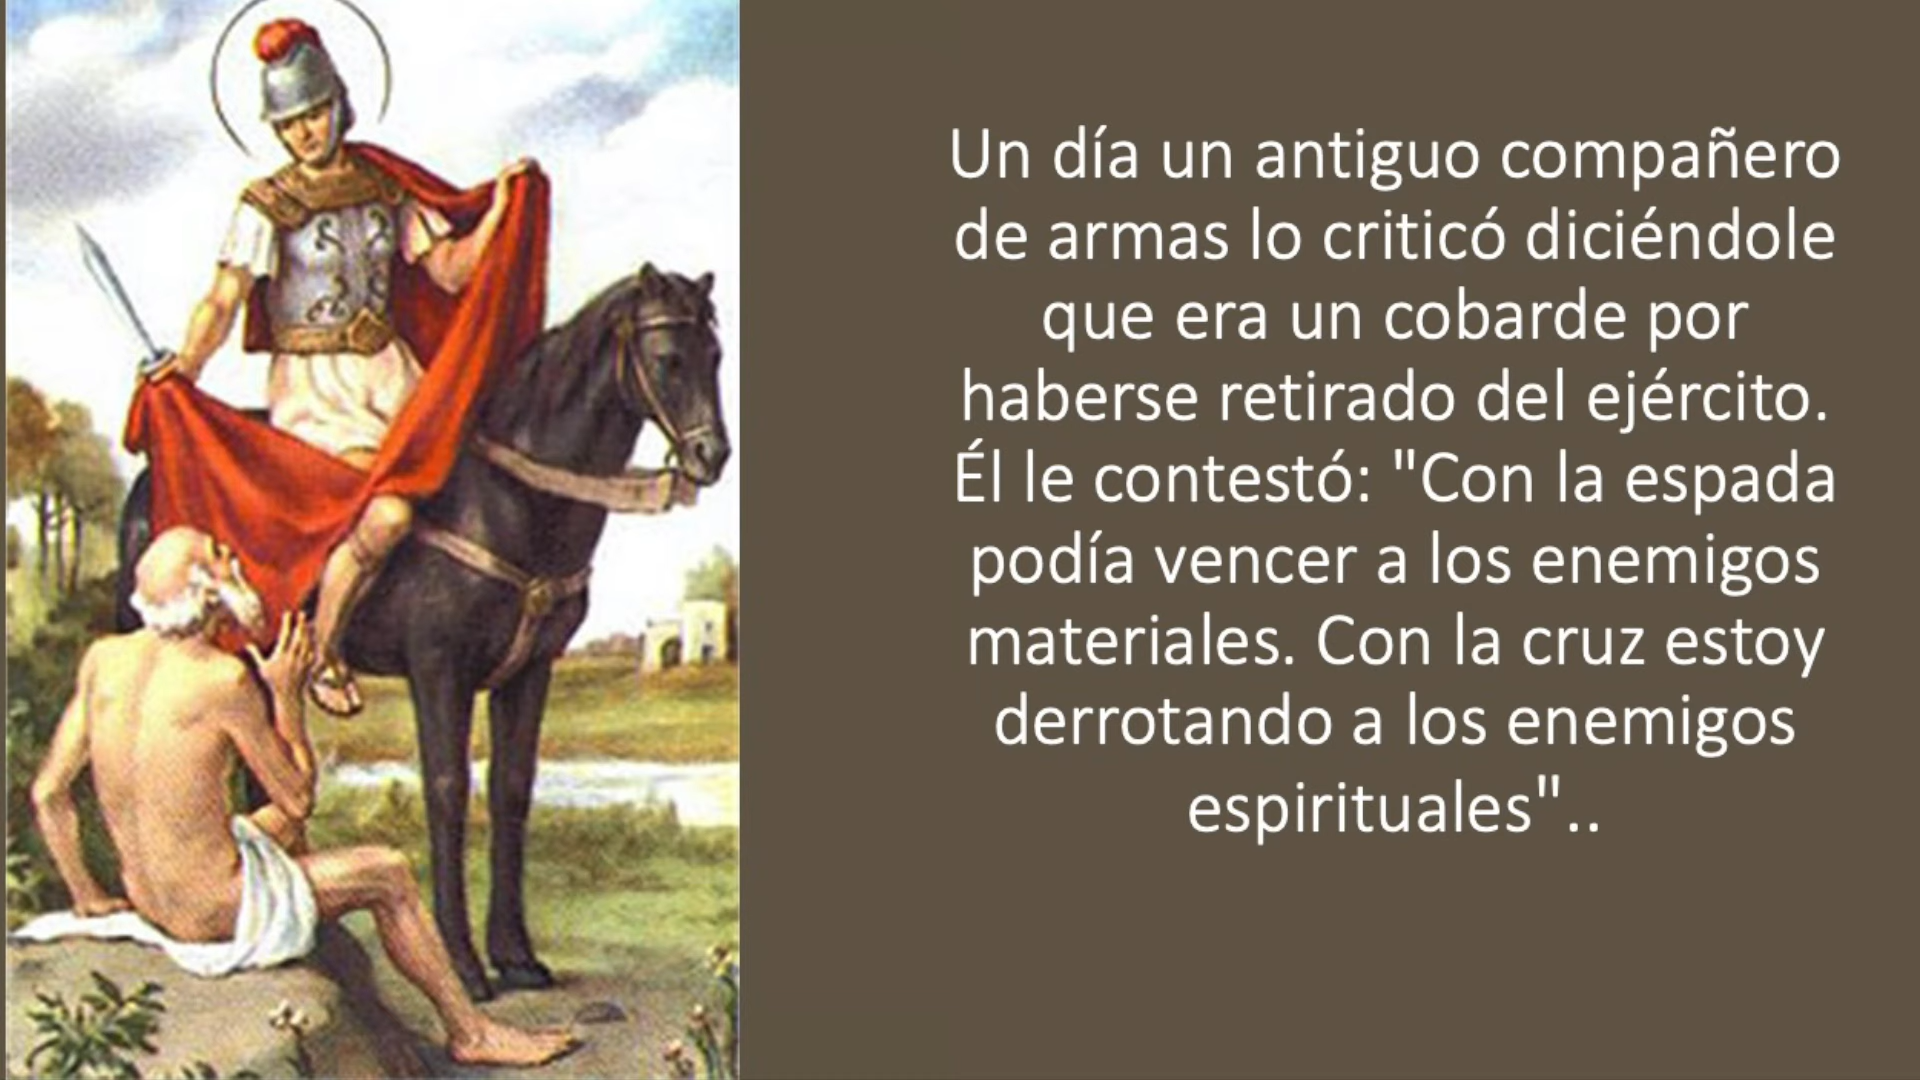 Un día un antiguo compañero
de armas lo criticó diciéndole
que era un cobarde por
haberse retirado del ejército.
Él le contestó: "Con la espada
podía vencer a los enemigos
materiales. Con la cruz estoy
derrotando a los enemigos
espirituales"..